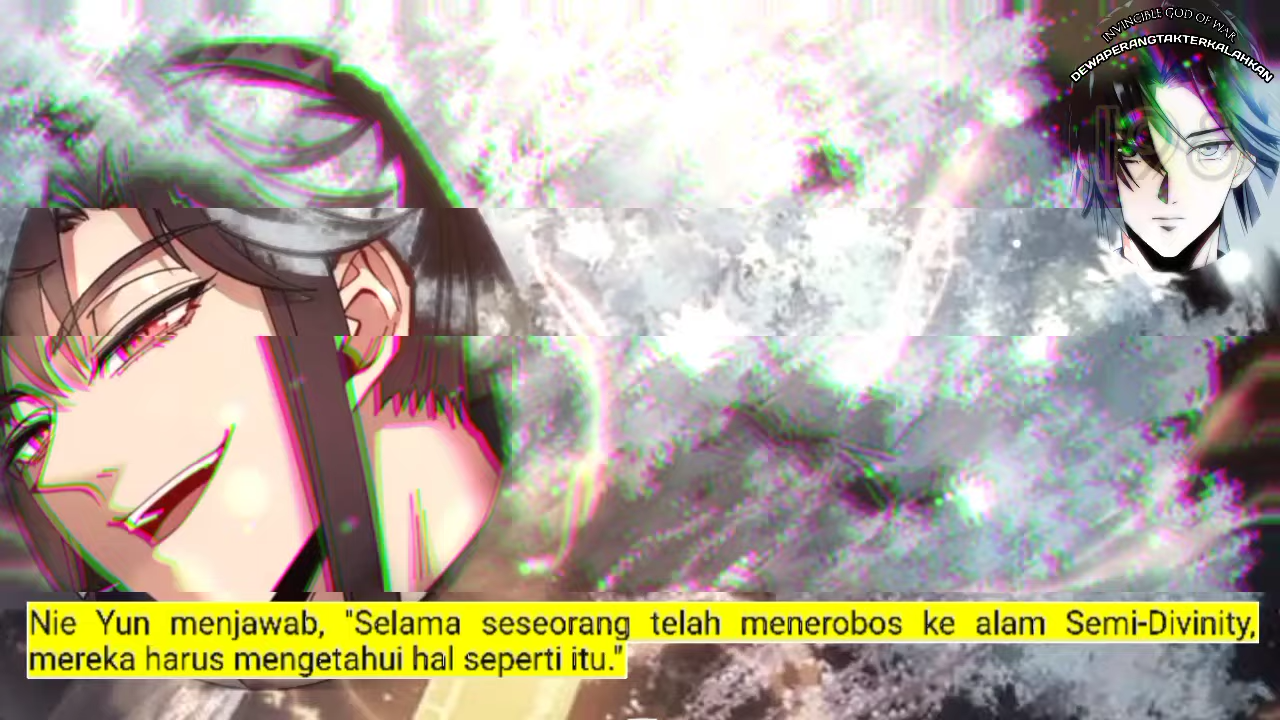 INVINCIBLE GOD OF WAR
DEWAPERANGTAKTERKALAHKAN
Nie Yun menjawab, "Selama seseorang telah menerobos ke alam Semi-Divinity,
mereka harus mengetahui hal seperti itu."